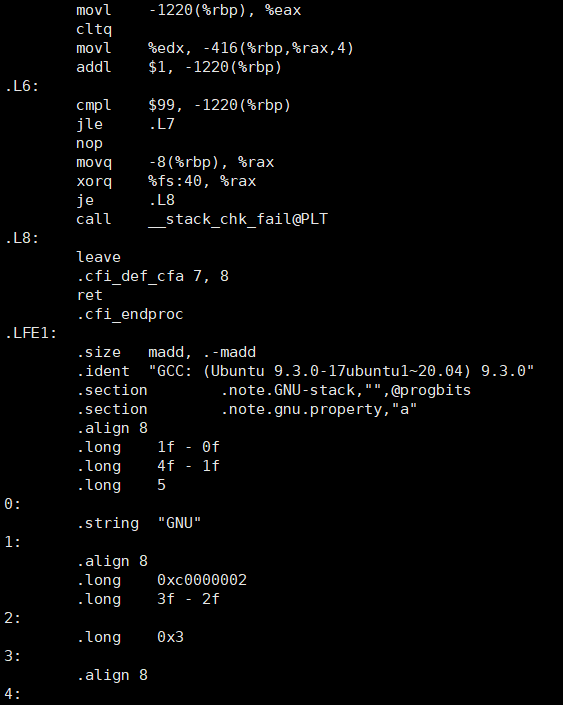 movl -1220(%rbp), %eax
cltq
movl %edx, -416(%rbp,%rax,4)
addl $1, -1220(%rbp)
.L6:
cmpl $99, -1220(%rbp)
jle .L7
nop
movq -8(%rbp), %rax
xorq %fs:40, %rax
je .L8
call __stack_chk_fail@PLT
.L8:
leave
.cfi_def_cfa 7, 8
ret
.cfi_endproc
.LFE1:
.size madd, .-madd
.ident "GCC: (Ubuntu 9.3.0-17ubuntu1~20.04) 9.3.0"
.section .note.GNU-stack,"",@progbits
.section .note.gnu.property,"a"
.align 8
.long 1f - 0f
.long 4f - 1f
.long 5
0:
.string "GNU"
1:
.align 8
.long 0xc0000002
.long 3f - 2f
2:
.long 0x3
3:
.align 8
4: